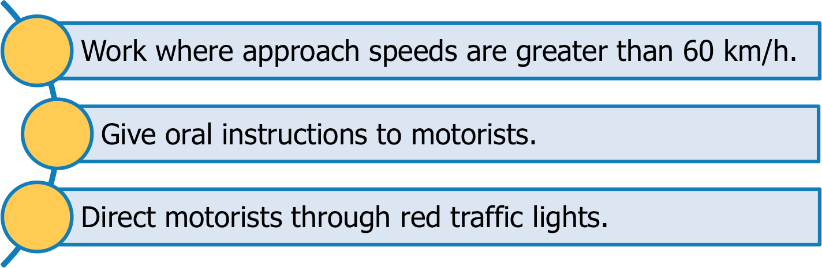 Work where approach speeds are greater than 60 km/h.
Give oral instructions to motorists.
Direct motorists through red traffic lights.